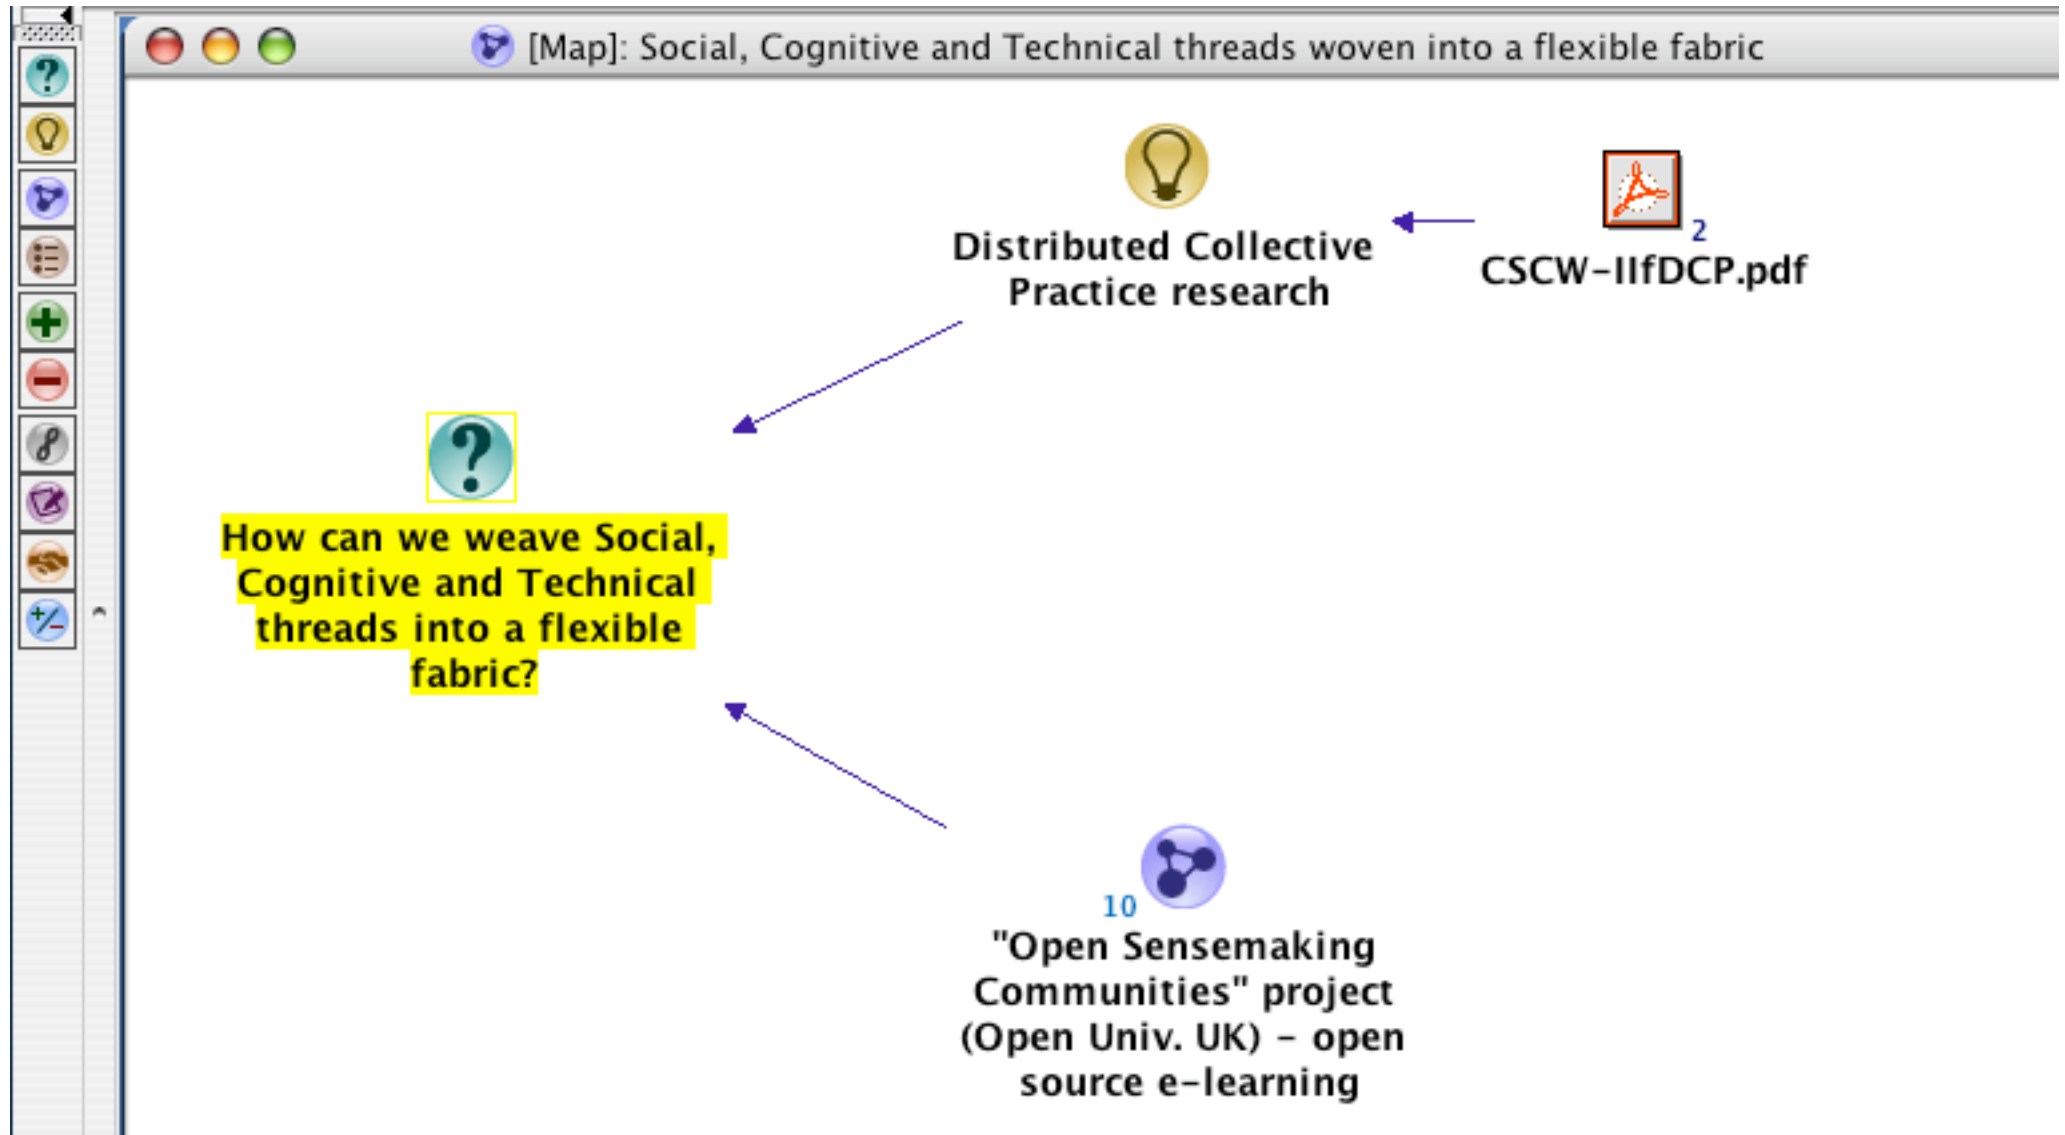 [Map]: Social, Cognitive and Technical threads woven into a flexible fabric
Distributed Collective
Practice research
2
CSCW-IIfDCP.pdf
?
How can we weave Social,
Cognitive and Technical
threads into a flexible
fabric?
10
"Open Sensemaking
Communities" project
(Open Univ. UK) – open
source e-learning